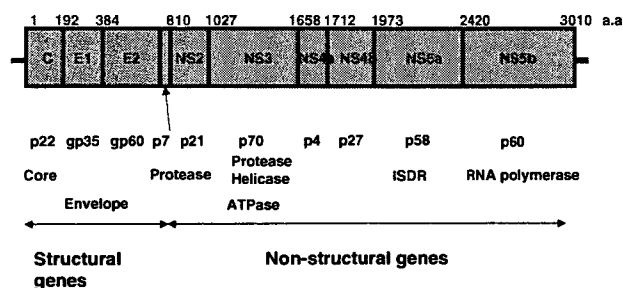 1 192 384 810 1027 1658 1712 1973 2420 3010 a.a
C E1 E2 NS2 NS3 NS4a NS4B NS5a NS5b
p22 gp35 gp60 p7 p21 p70 p4 p27 p58 p60
Core Protease Protease Helicase ISDR RNA polymerase
Envelope ATPase
Structural genes Non-structural genes